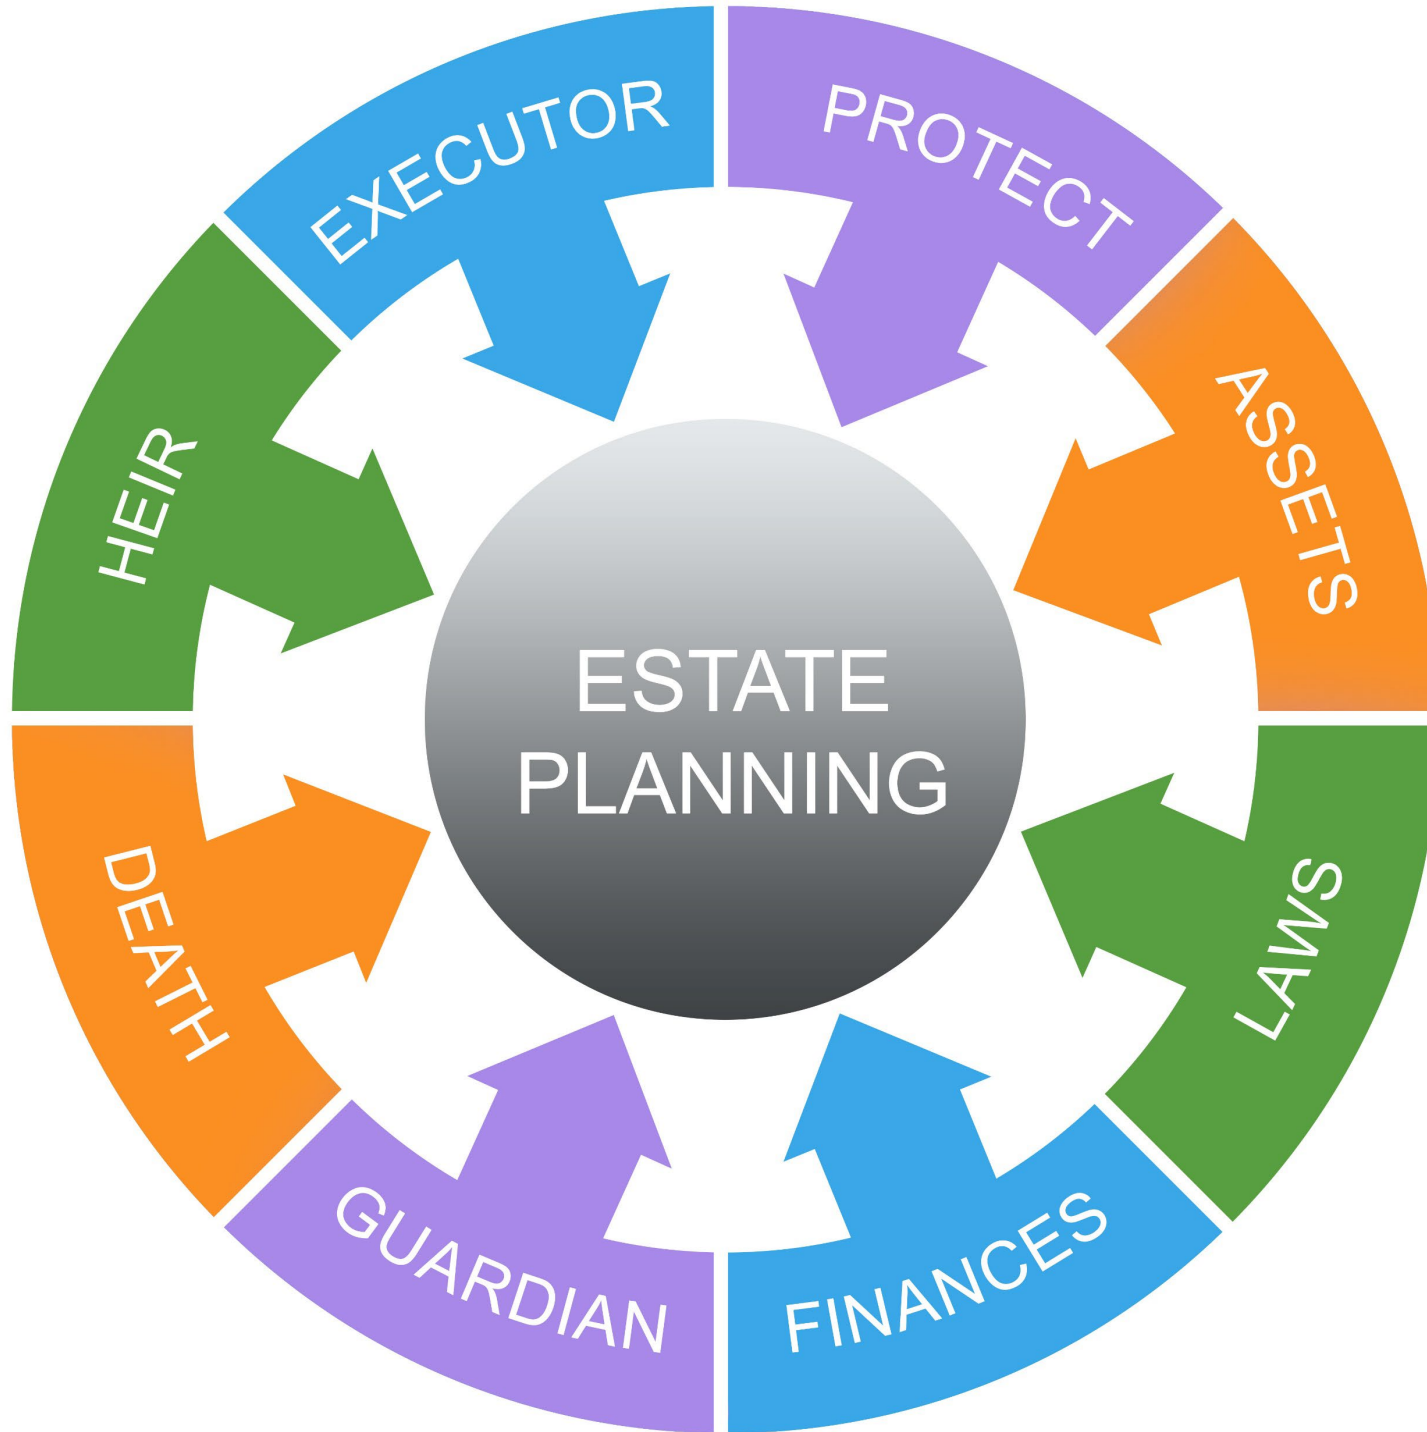 EXECUTOR
PROTECT
ASSETS
LAWS
FINANCES
GUARDIAN
DEATH
HEIR
ESTATE
PLANNING